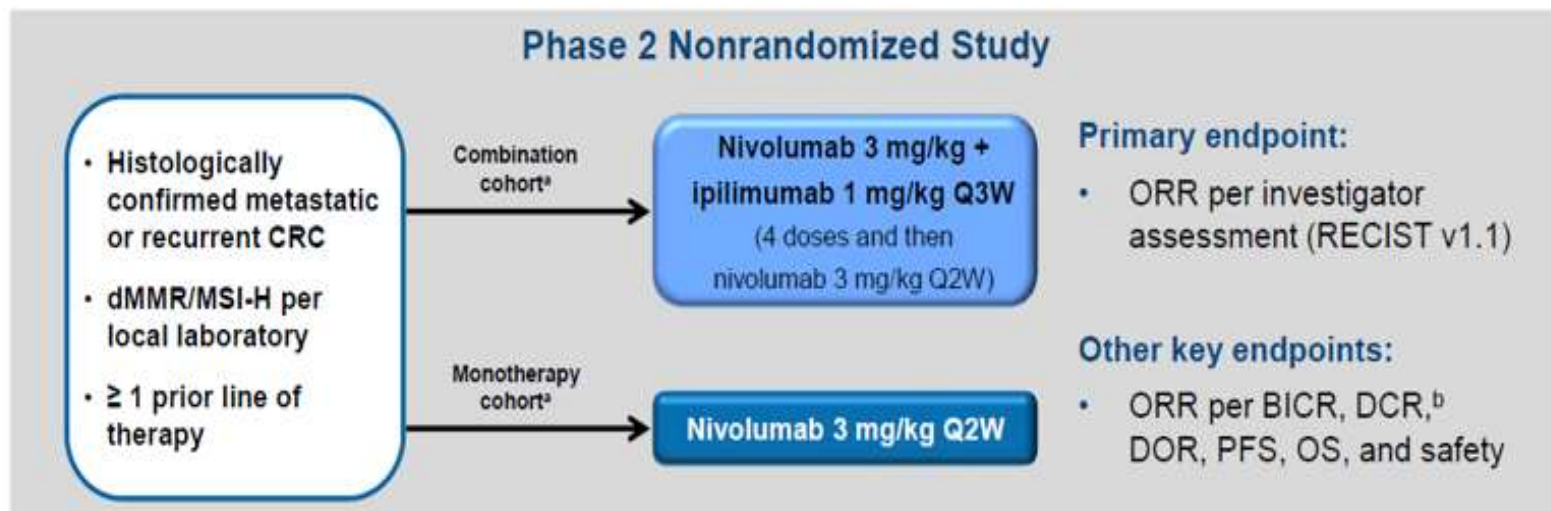 Phase 2 Nonrandomized Study
• Histologically
confirmed metastatic
or recurrent CRC
• dMMR/MSI-H per
local laboratory
• ≥ 1 prior line of
therapy
Combination
cohortᵃ
Nivolumab 3 mg/kg +
ipilimumab 1 mg/kg Q3W
(4 doses and then
nivolumab 3 mg/kg Q2W)
Monotherapy
cohortᵃ
Nivolumab 3 mg/kg Q2W
Primary endpoint:
• ORR per investigator
assessment (RECIST v1.1)
Other key endpoints:
• ORR per BICR, DCR,ᵇ
DOR, PFS, OS, and safety